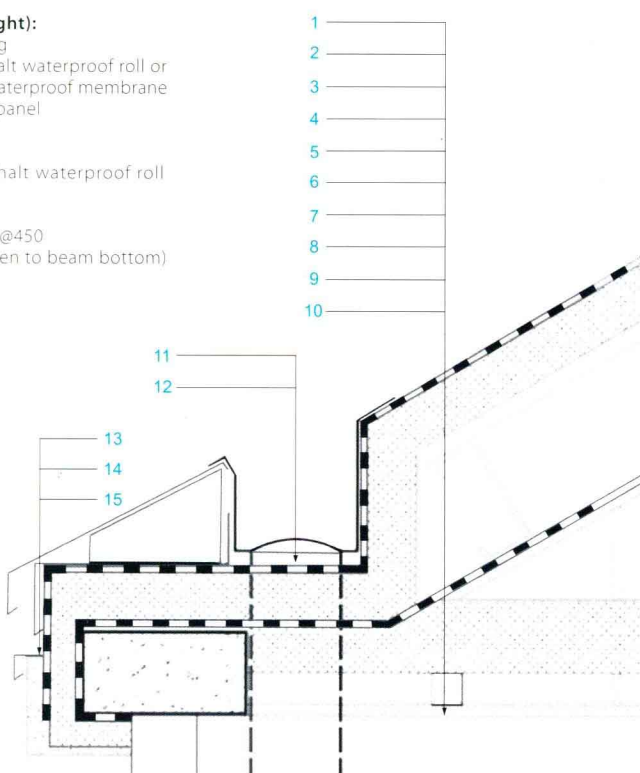 ght):
g
alt waterproof roll or
aterproof membrane
panel
nalt waterproof roll
@450
en to beam bottom)
1
2
3
4
5
6
7
8
9
10
11
12
13
14
15